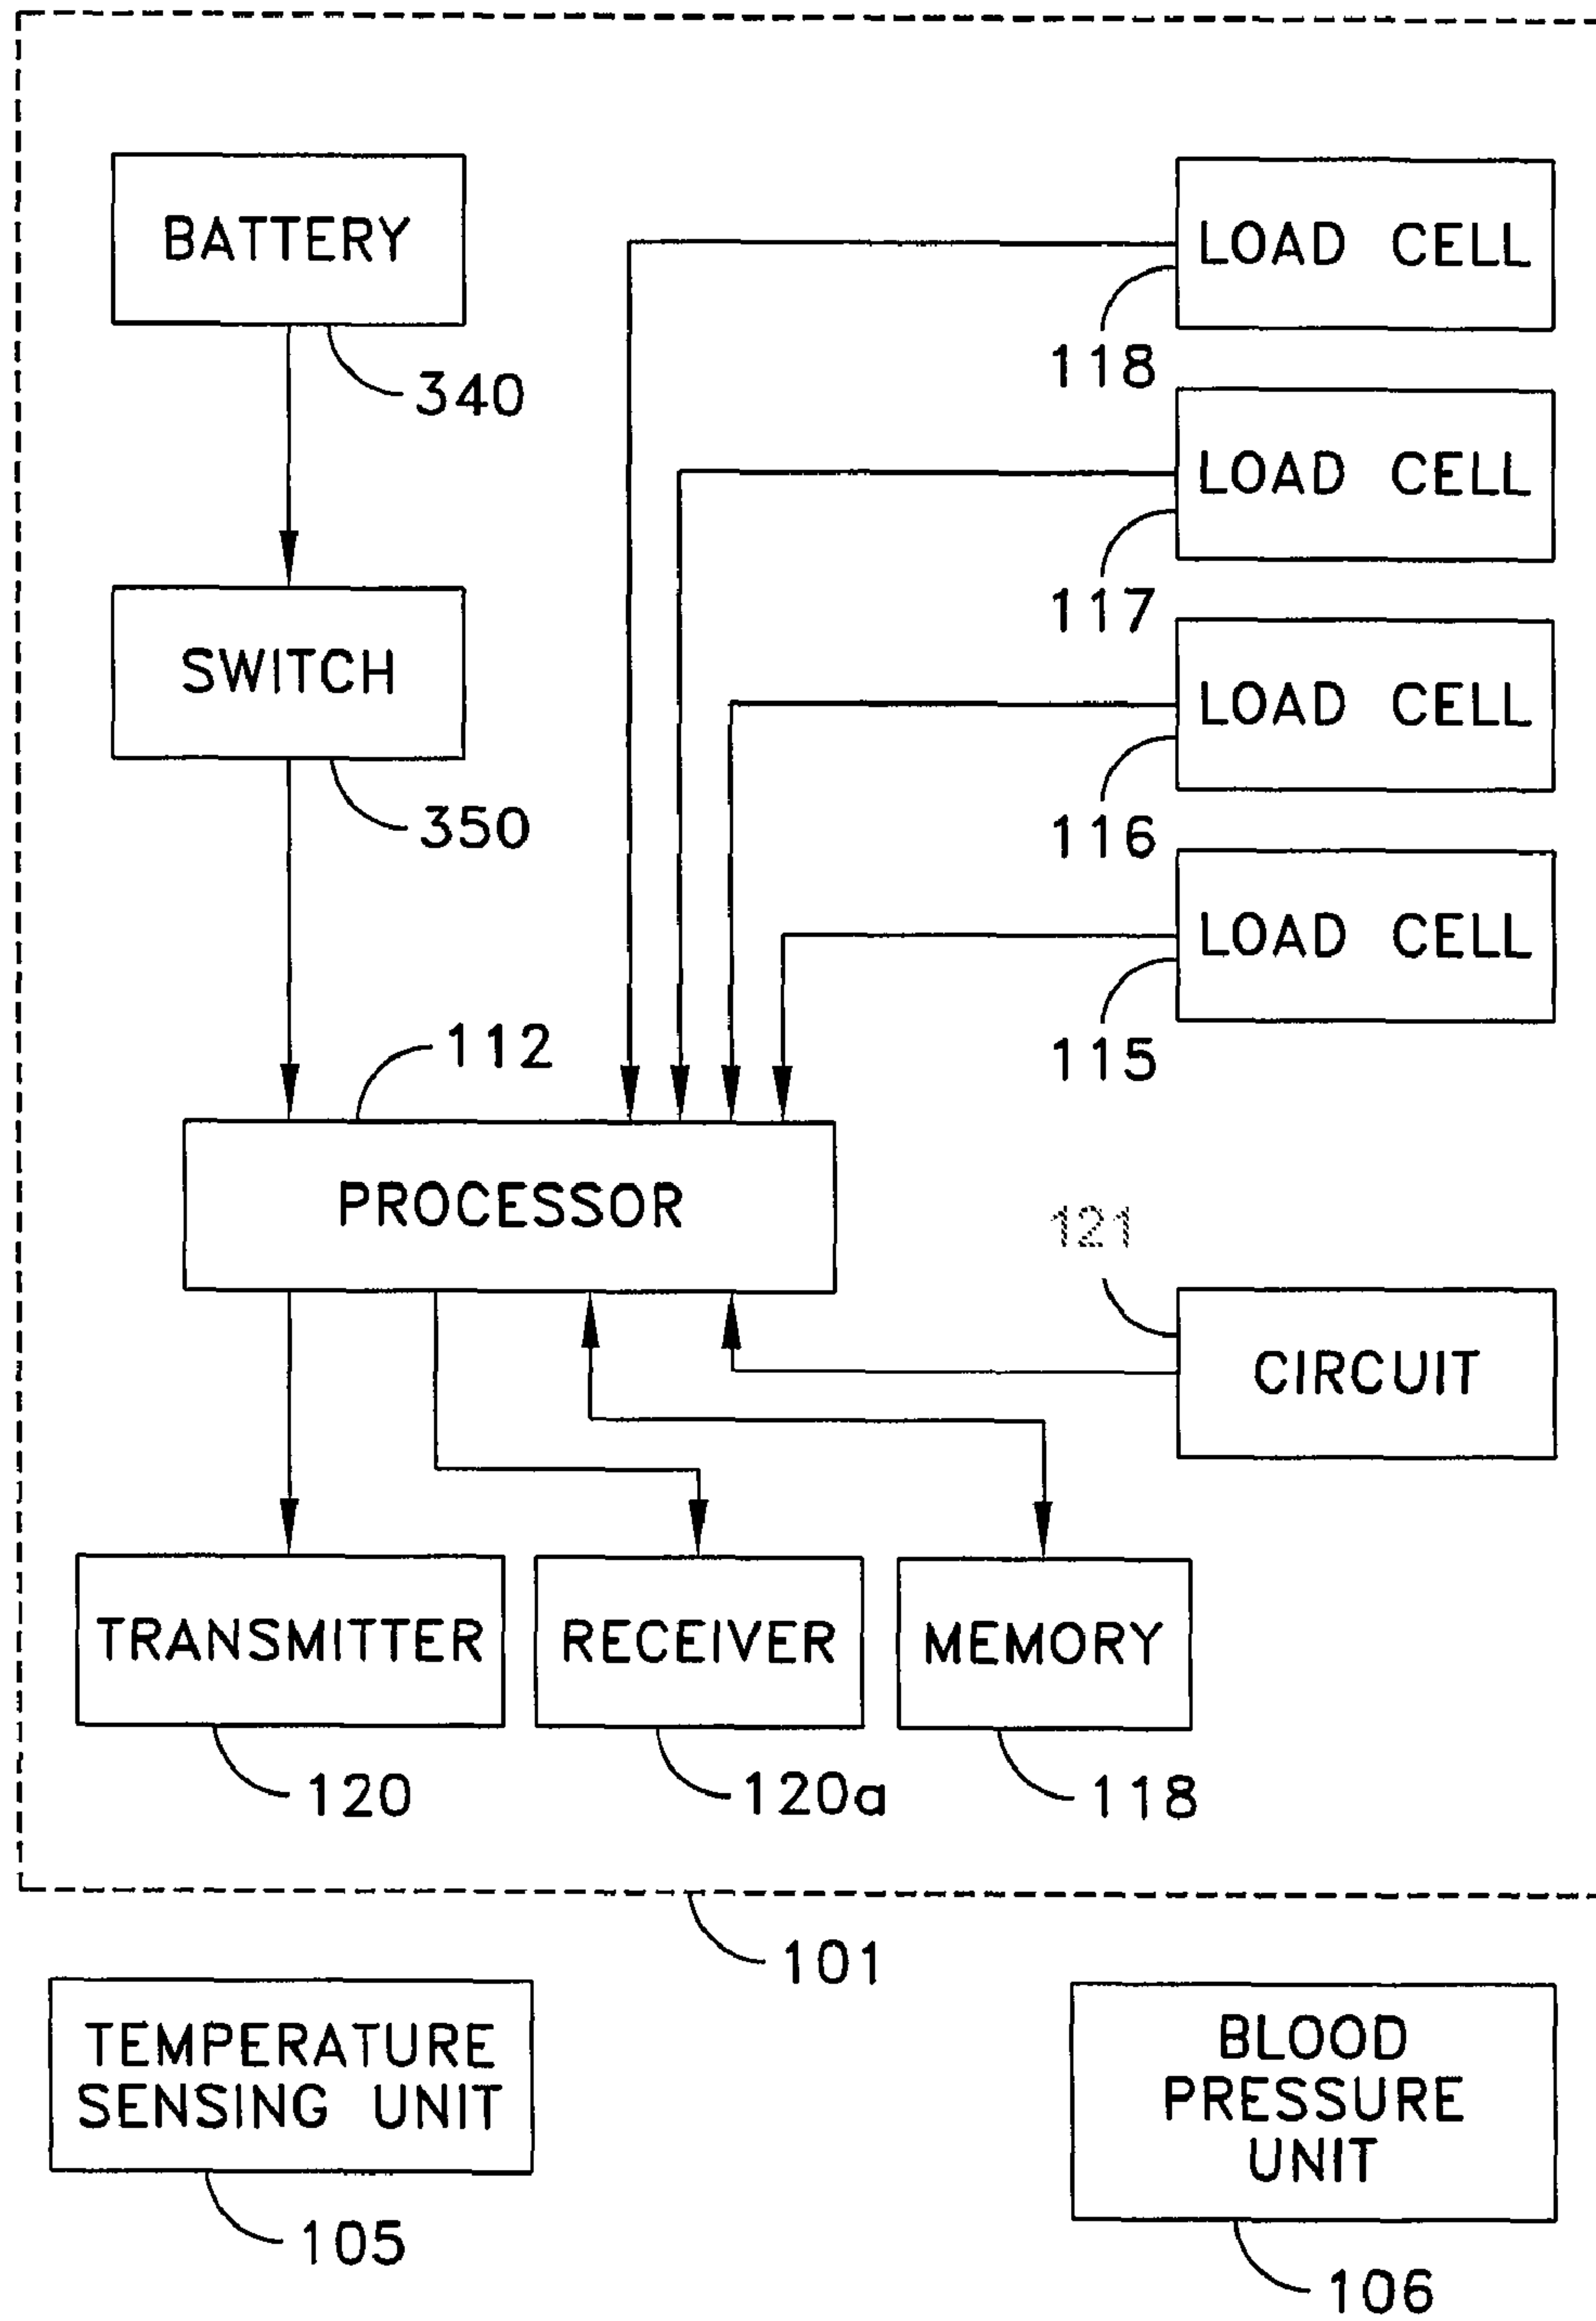 BATTERY
340
LOAD CELL
118
LOAD CELL
117
SWITCH
350
LOAD CELL
116
LOAD CELL
115
112
PROCESSOR
121
CIRCUIT
TRANSMITTER
120
RECEIVER
120a
MEMORY
118
101
TEMPERATURE
SENSING UNIT
105
BLOOD
PRESSURE
UNIT
106